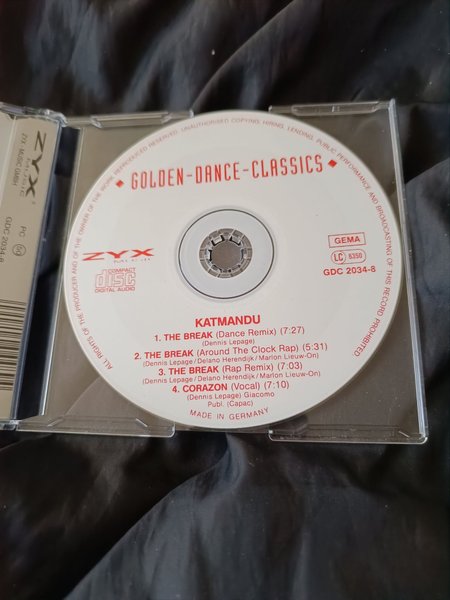 ALL RIGHTS OF THE PRODUCER AND OF THE OWNER OF THE WORK REPRODUCED RESERVED. UNAUTHORISED COPYING, HIRING, LENDING, PUBLIC PERFORMANCE AND BROADCASTING OF THIS RECORD PROHIBITED
GOLDEN-DANCE-CLASSICS
ZYX
COMPACT
disc
DIGITAL AUDIO
GEMA
LC 5350
GDC 2034-8
KATMANDU
1. THE BREAK (Dance Remix) (7:27)
(Dennis Lepage)
2. THE BREAK (Around The Clock Rap) (5:31)
(Dennis Lepage/Delano Herendijk/Marlon Lieuw-On)
3. THE BREAK (Rap Remix) (7:03)
(Dennis Lepage/Delano Herendijk/Marlon Lieuw-On)
4. CORAZON (Vocal) (7:10)
(Dennis Lepage) Giacomo
Publ. (Capac)
MADE IN GERMANY
ZYX
ZYX MUSIC GMBH
PC
GDC 2034-8